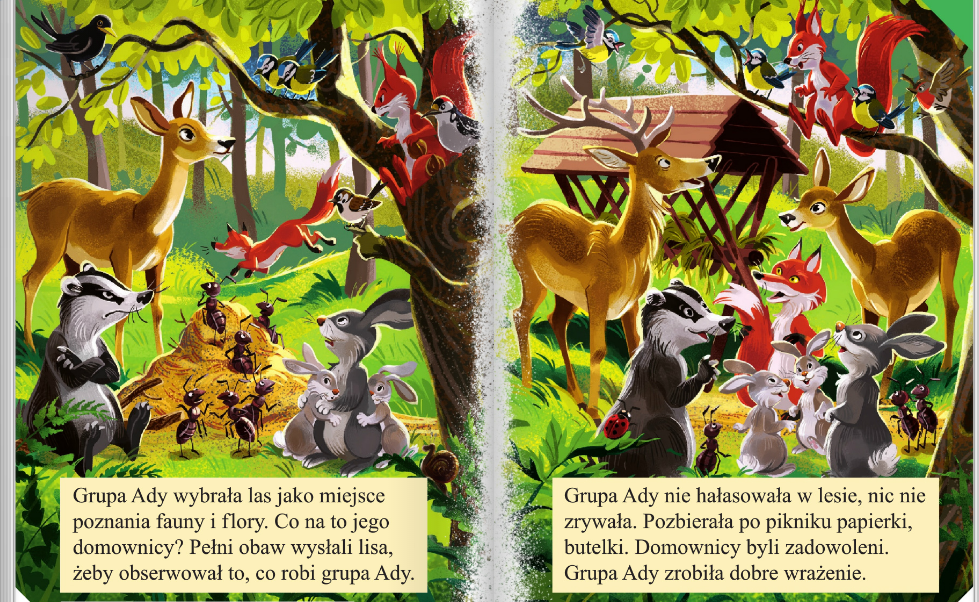 Grupa Ady wybrała las jako miejsce
poznania fauny i flory. Co na to jego
domownicy? Pełni obaw wysłali lisa,
żeby obserwował to, co robi grupa Ady.
Grupa Ady nie hałasowała w lesie, nic nie
zrywała. Pozbierała po pikniku papierki,
butelki. Domownicy byli zadowoleni.
Grupa Ady zrobiła dobre wrażenie.